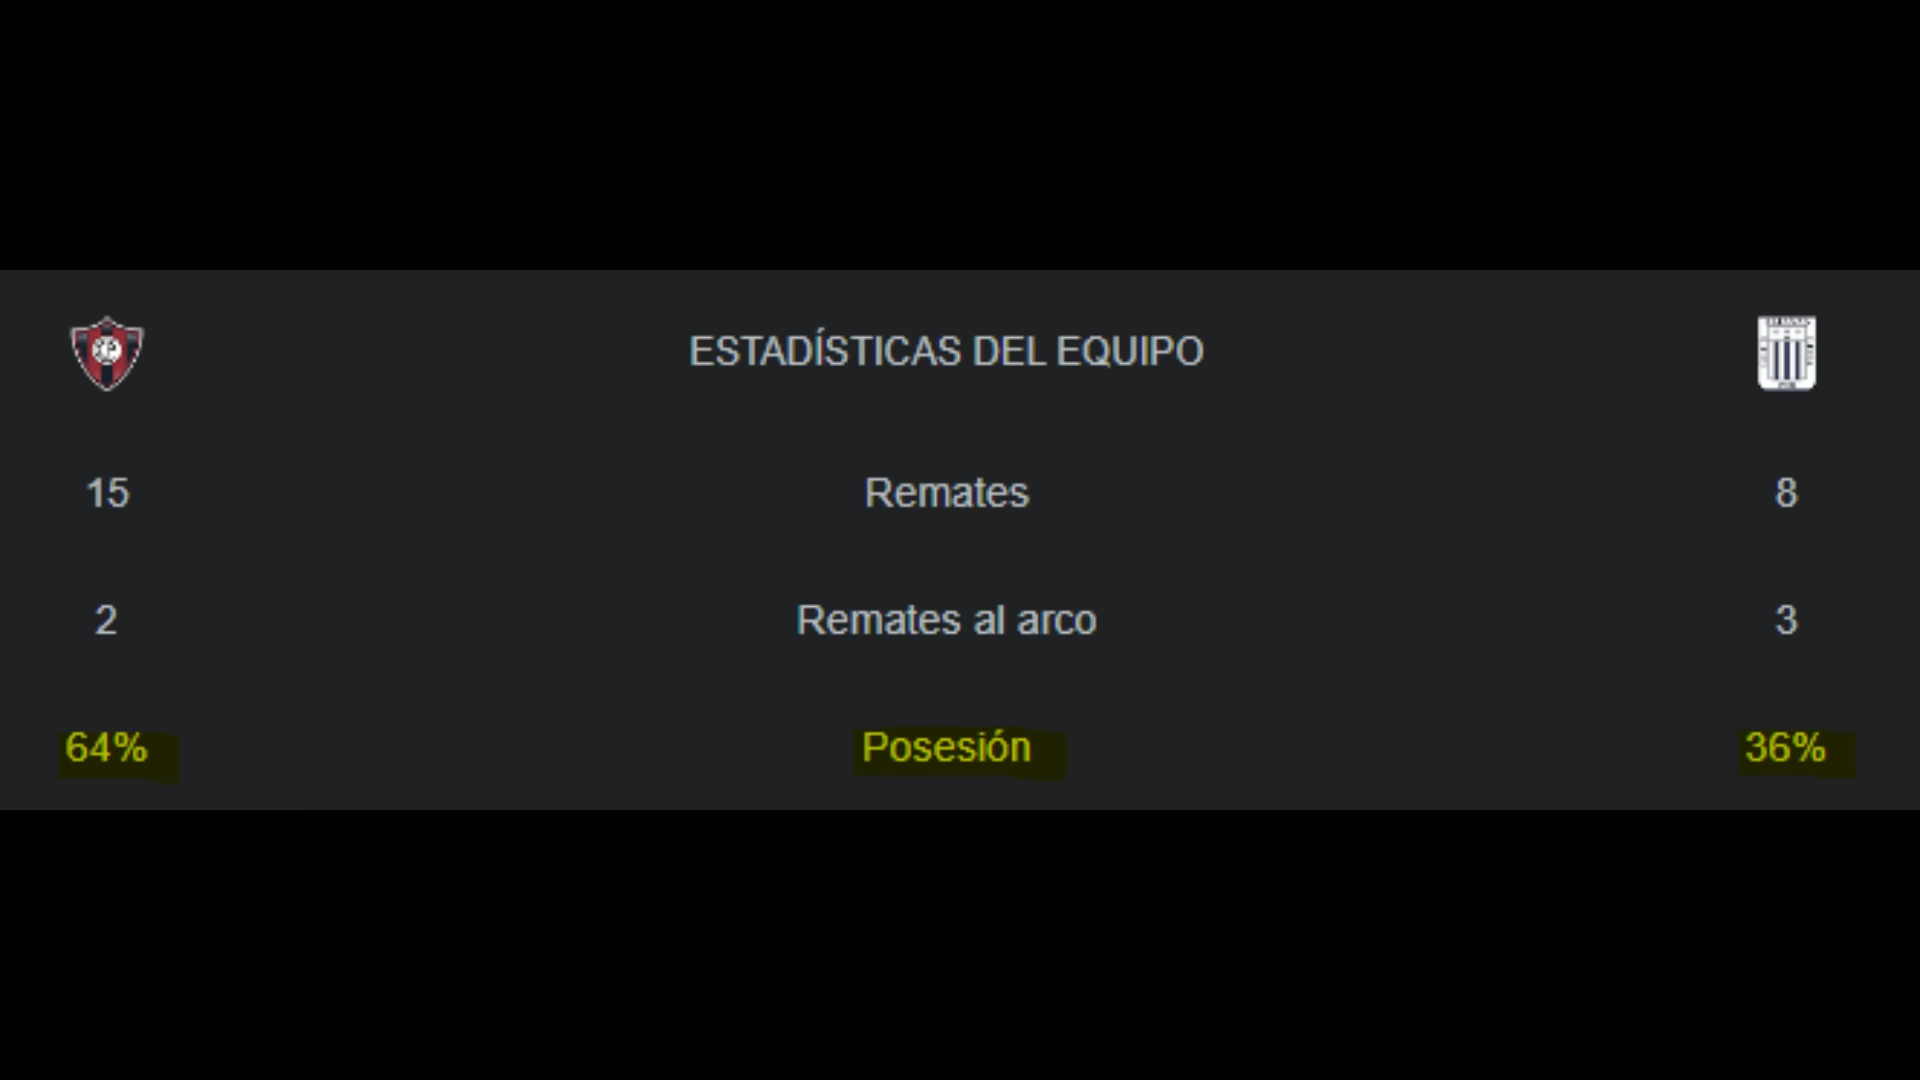 ESTADÍSTICAS DEL EQUIPO
15 Remates 8
2 Remates al arco 3
64% Posesión 36%